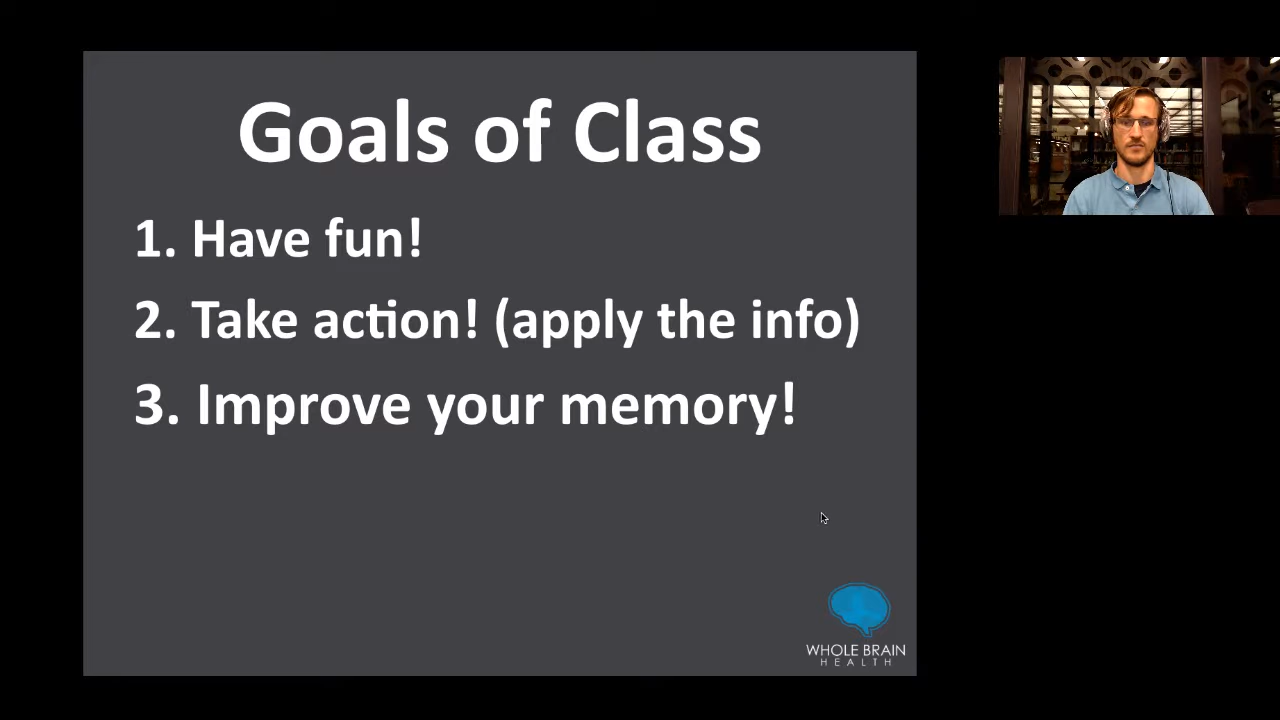 Goals of Class
1. Have fun!
2. Take action! (apply the info)
3. Improve your memory!
WHOLE BRAIN
HEALTH